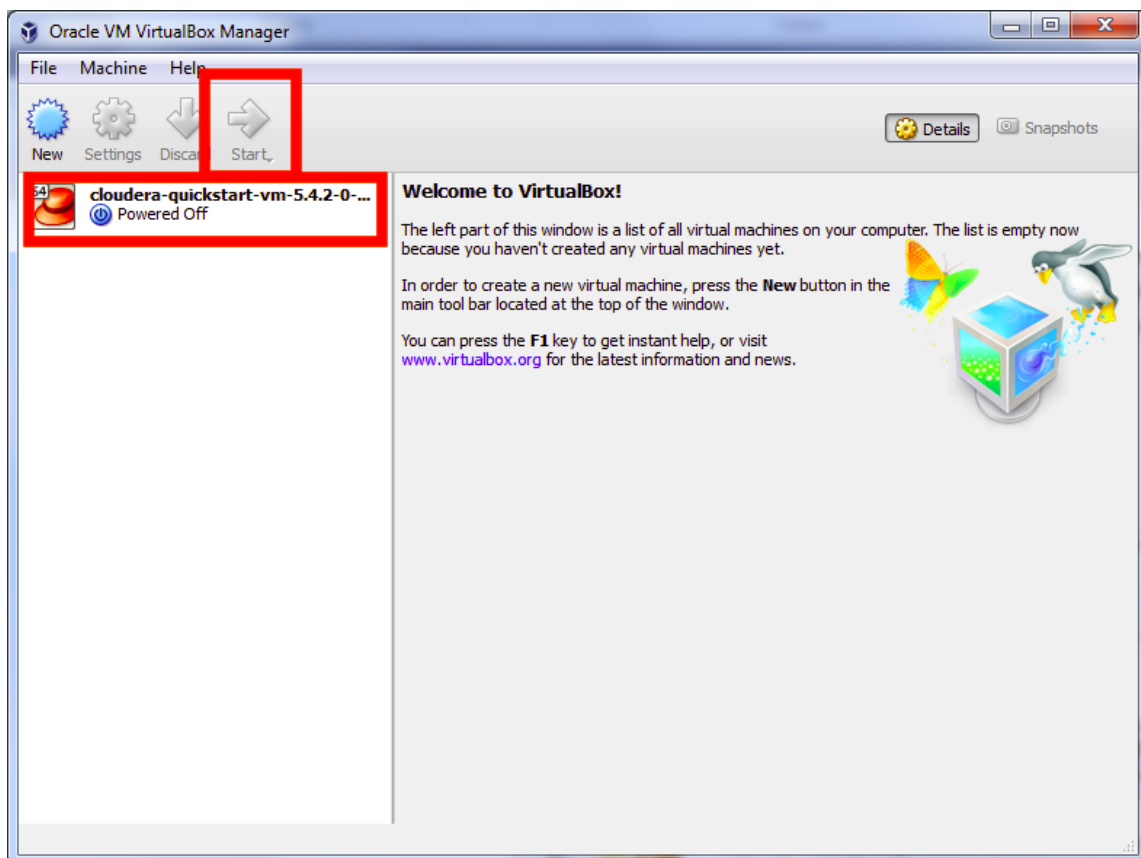 Oracle VM VirtualBox Manager
File Machine Help
New Settings Discard Start
Details Snapshots
64
cloudera-quickstart-vm-5.4.2-0-...
Powered Off
Welcome to VirtualBox!
The left part of this window is a list of all virtual machines on your computer. The list is empty now
because you haven't created any virtual machines yet.
In order to create a new virtual machine, press the New button in the
main tool bar located at the top of the window.
You can press the F1 key to get instant help, or visit
www.virtualbox.org for the latest information and news.